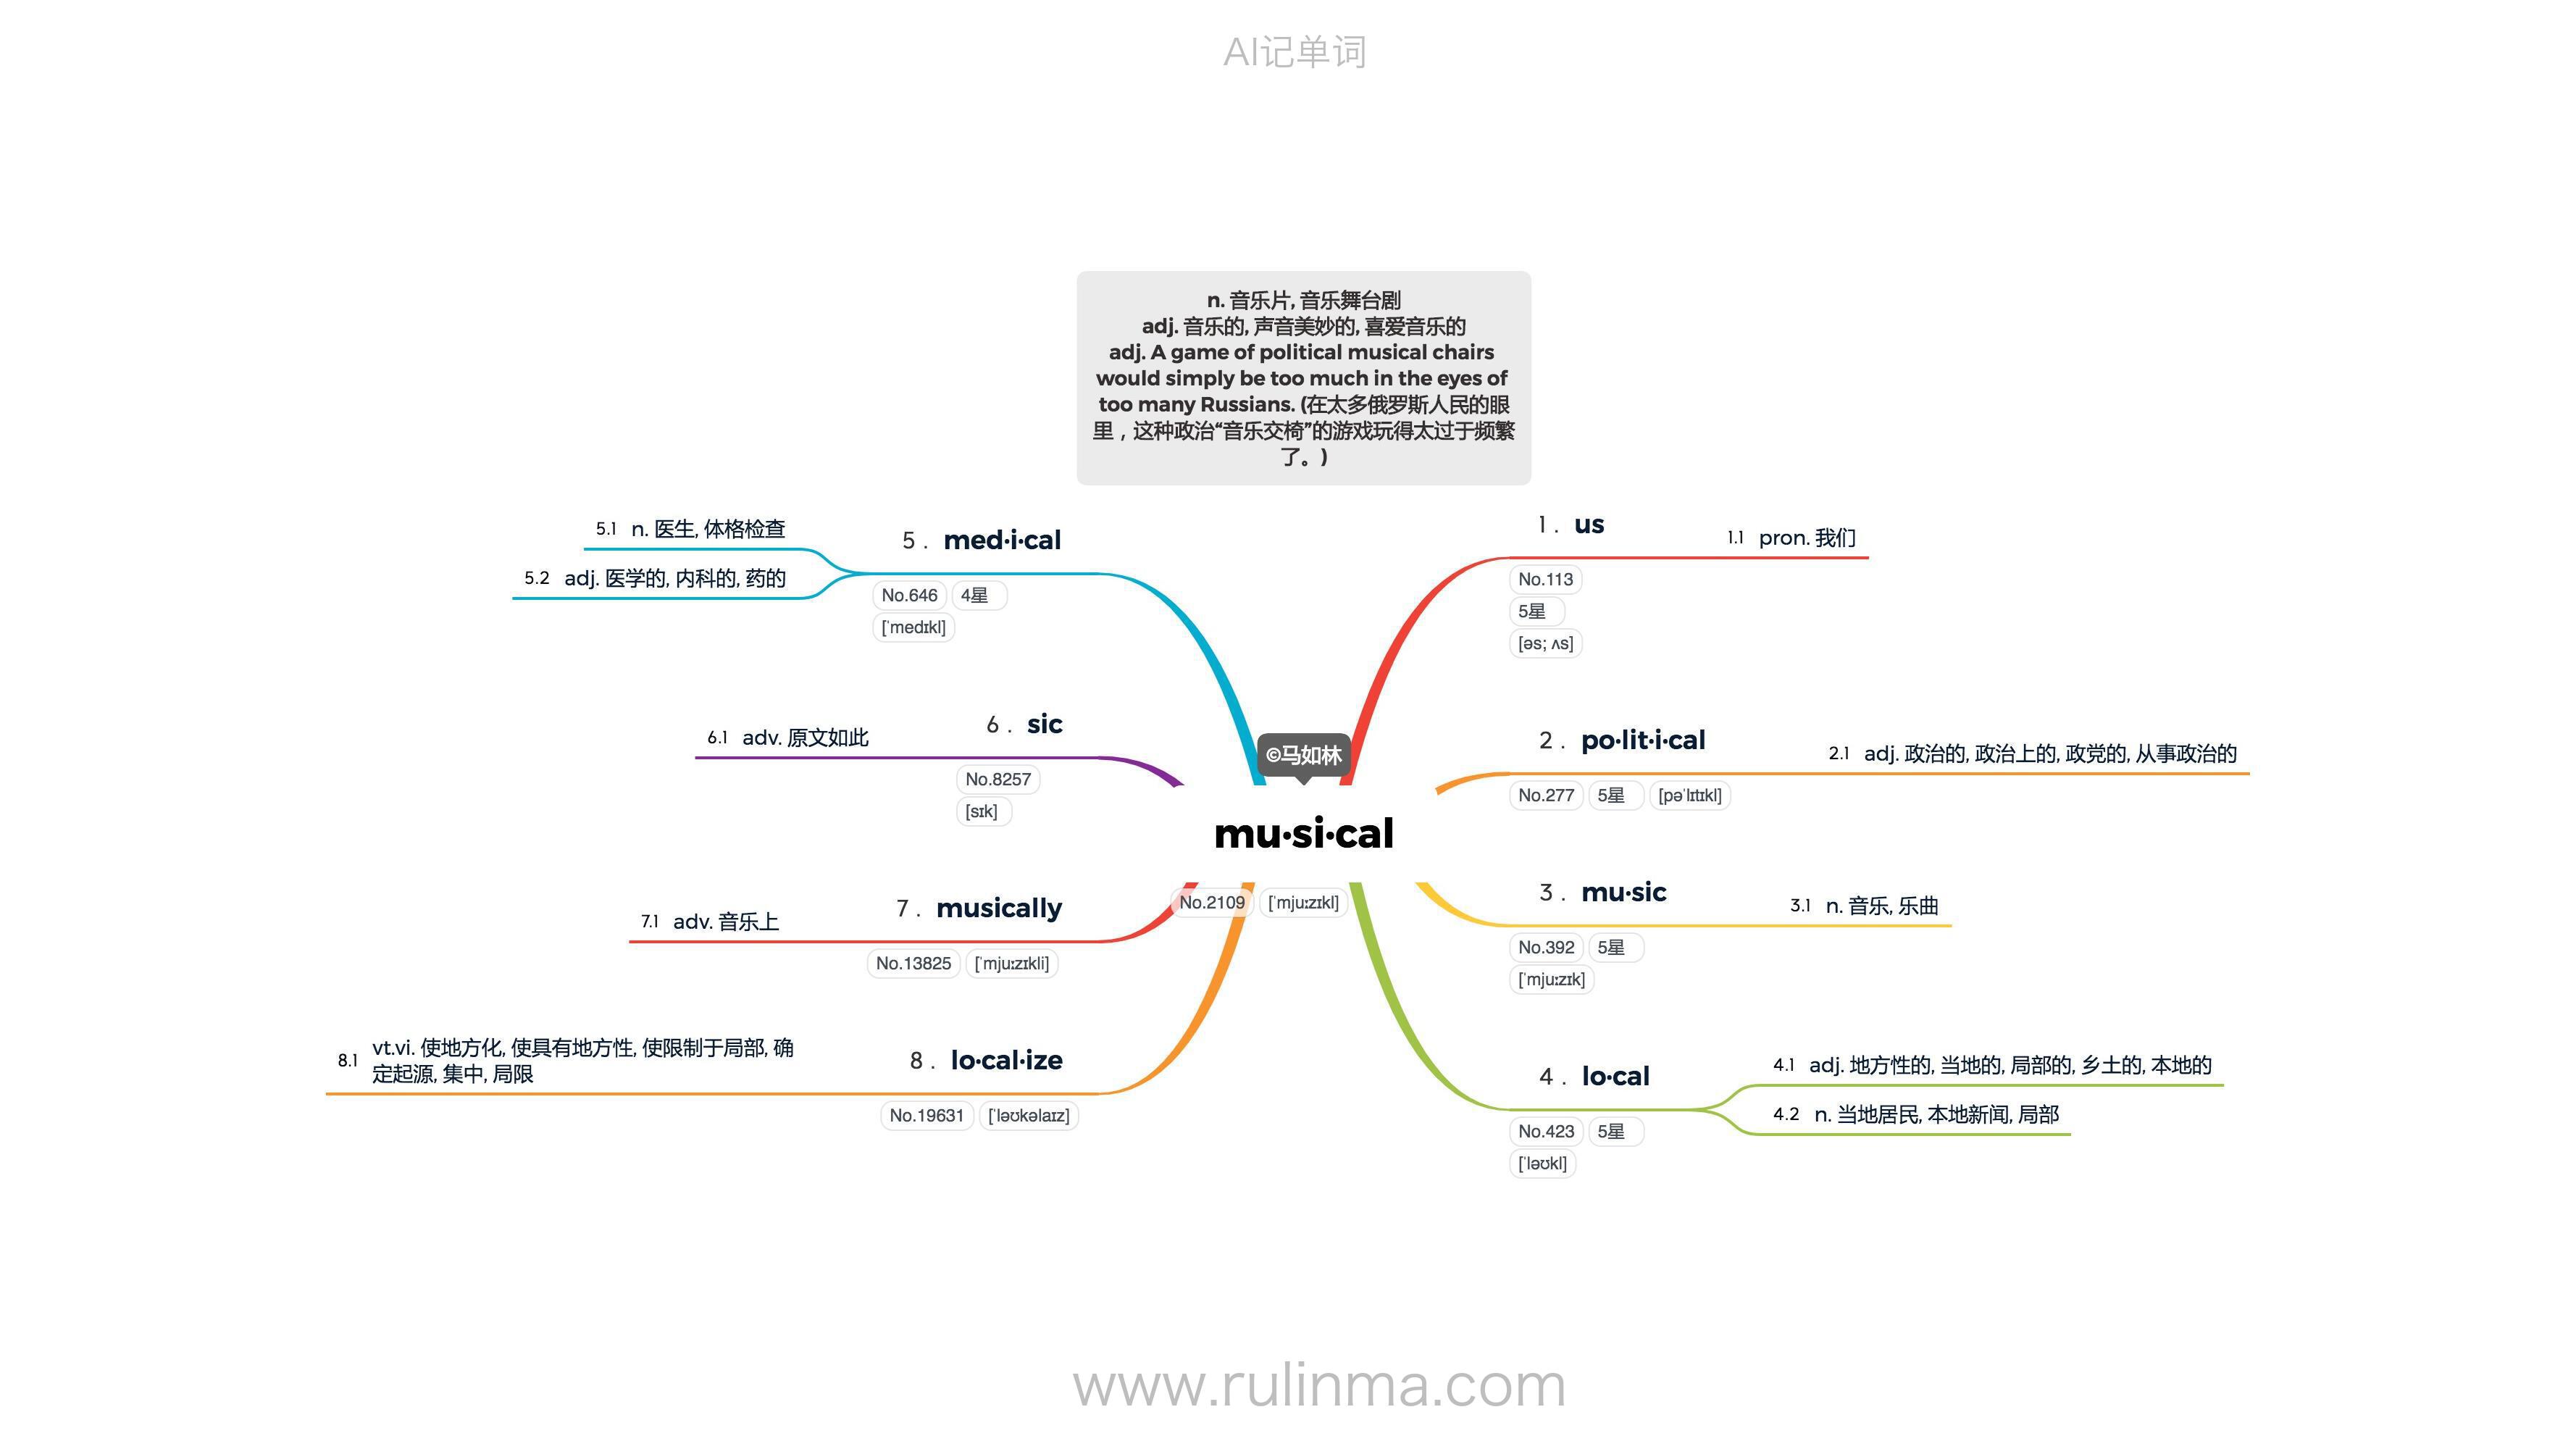 AI记单词
n. 音乐片, 音乐舞台剧
adj. 音乐的, 声音美妙的, 喜爱音乐的
adj. A game of political musical chairs
would simply be too much in the eyes of
too many Russians. (在太多俄罗斯人民的眼
里，这种政治“音乐交椅”的游戏玩得太过于频繁
了。)
©马如林
mu·si·cal
No.2109 [ˈmjuːzɪkl]
1 . us
No.113
5星
[əs; ʌs]
1.1 pron. 我们
2 . po·lit·i·cal
No.277 5星 [pəˈlɪtɪkl]
2.1 adj. 政治的, 政治上的, 政党的, 从事政治的
3 . mu·sic
No.392 5星
[ˈmjuːzɪk]
3.1 n. 音乐, 乐曲
4 . lo·cal
No.423 5星
[ˈləʊkl]
4.1 adj. 地方性的, 当地的, 局部的, 乡土的, 本地的
4.2 n. 当地居民, 本地新闻, 局部
5 . med·i·cal
No.646 4星
[ˈmedɪkl]
5.1 n. 医生, 体格检查
5.2 adj. 医学的, 内科的, 药的
6 . sic
No.8257
[sɪk]
6.1 adv. 原文如此
7 . musically
No.13825 [ˈmjuːzɪkli]
7.1 adv. 音乐上
8 . lo·cal·ize
No.19631 [ˈləʊkəlaɪz]
8.1 vt.vi. 使地方化, 使具有地方性, 使限制于局部, 确
定起源, 集中, 局限
www.rulinma.com